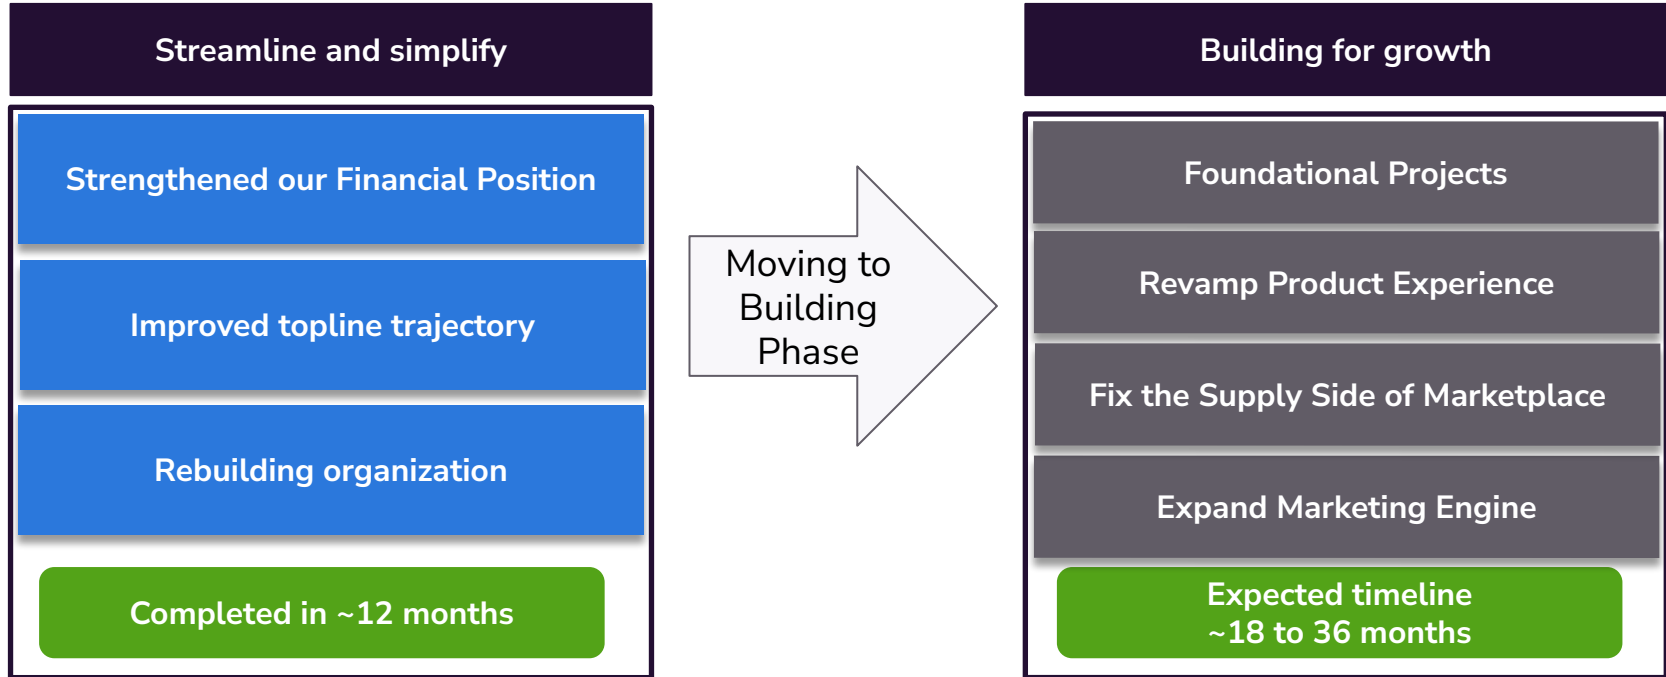 Streamline and simplify
Strengthened our Financial Position
Improved topline trajectory
Rebuilding organization
Completed in ~12 months
Moving to
Building
Phase
Building for growth
Foundational Projects
Revamp Product Experience
Fix the Supply Side of Marketplace
Expand Marketing Engine
Expected timeline
~18 to 36 months